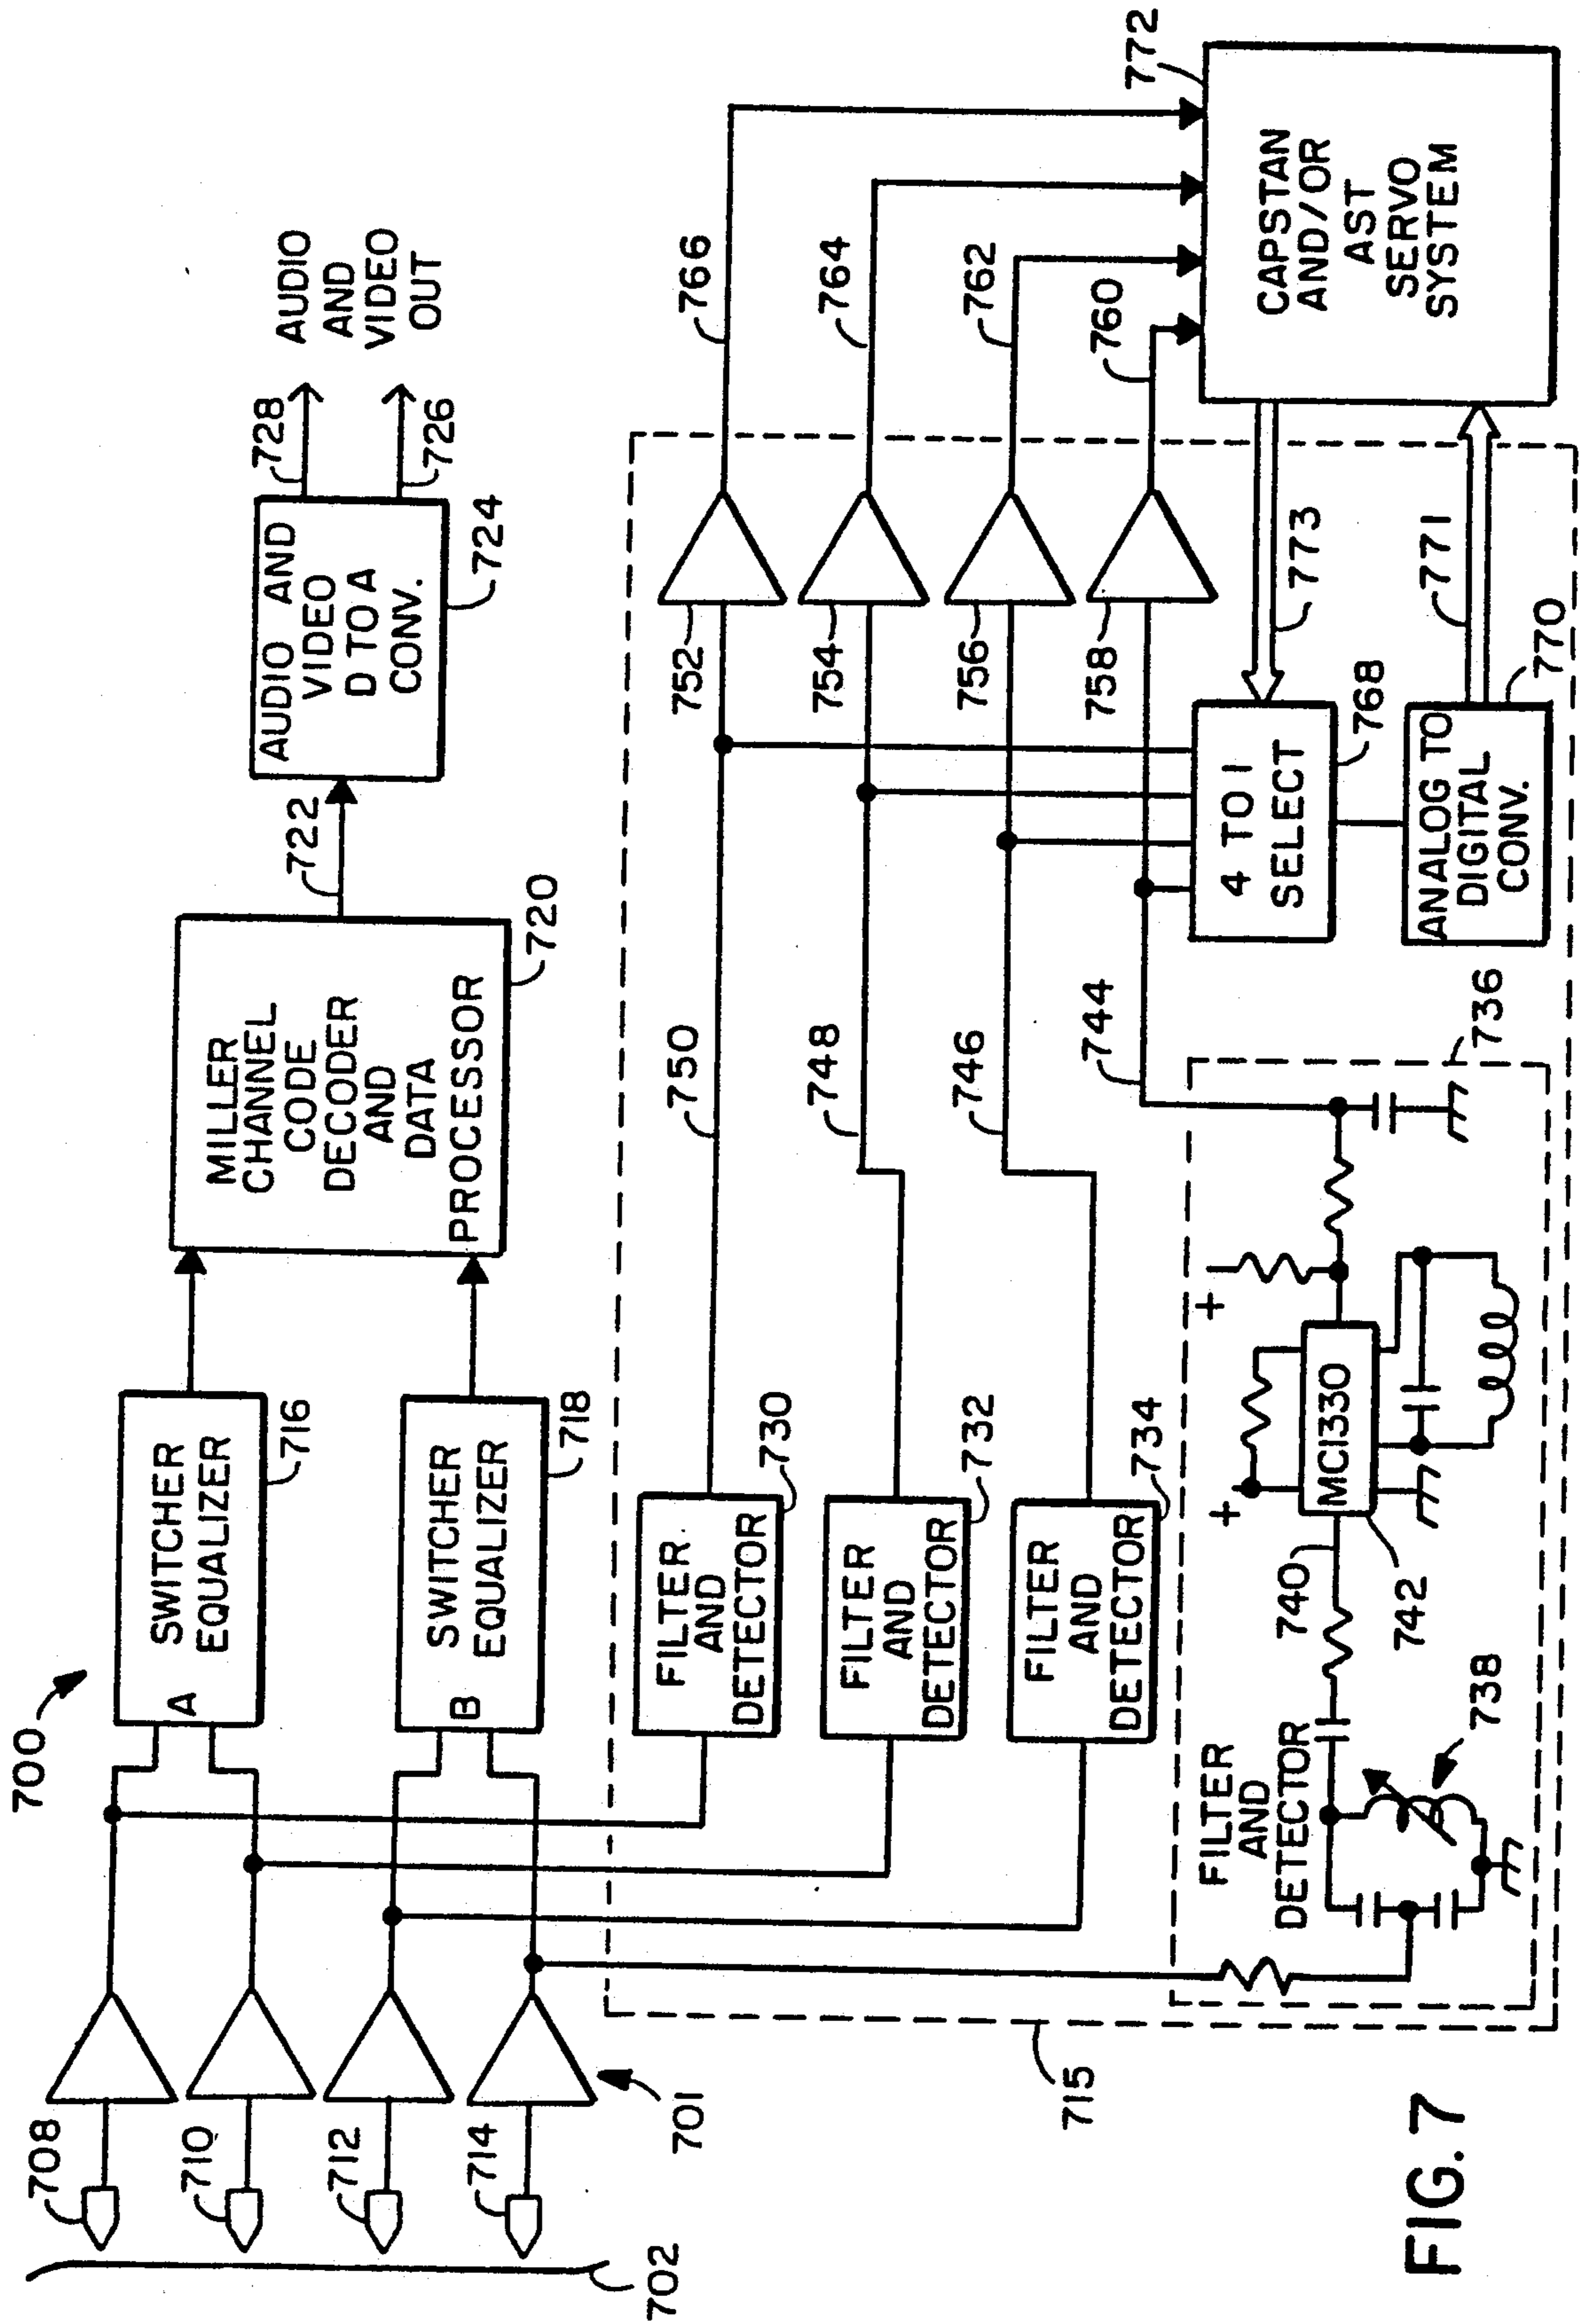 700
708
710
712
714
702
701
A
SWITCHER
EQUALIZER
716
B
SWITCHER
EQUALIZER
718
MILLER
CHANNEL
CODE
DECODER
AND
DATA
PROCESSOR
720
722
AUDIO AND
VIDEO
D TO A
CONV.
724
728
726
AUDIO
AND
VIDEO
OUT
715
FILTER
AND
DETECTOR
730
FILTER
AND
DETECTOR
732
FILTER
AND
DETECTOR
734
FILTER
AND
DETECTOR
738
740
+
+
MC1330
742
736
750
748
746
744
752
754
756
758
766
764
762
760
4 TO 1
SELECT
768
ANALOG TO
DIGITAL
CONV.
770
773
771
772
CAPSTAN
AND/OR
AST
SERVO
SYSTEM
FIG. 7